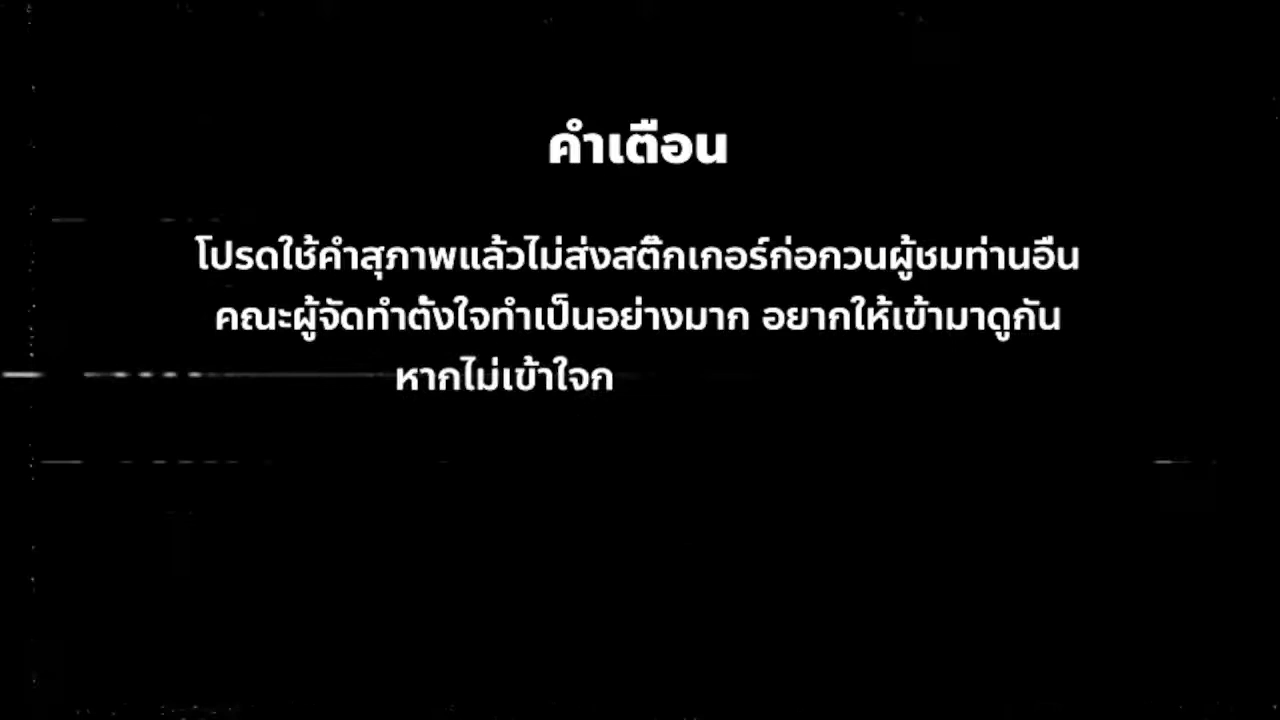 คำเตือน
โปรดใช้คำสุภาพแล้วไม่ส่งสติ๊กเกอร์ก่อกวนผู้ชมท่านอื่น
คณะผู้จัดทำตั้งใจทำเป็นอย่างมาก อยากให้เข้ามาดูกัน
หากไม่เข้าใจก